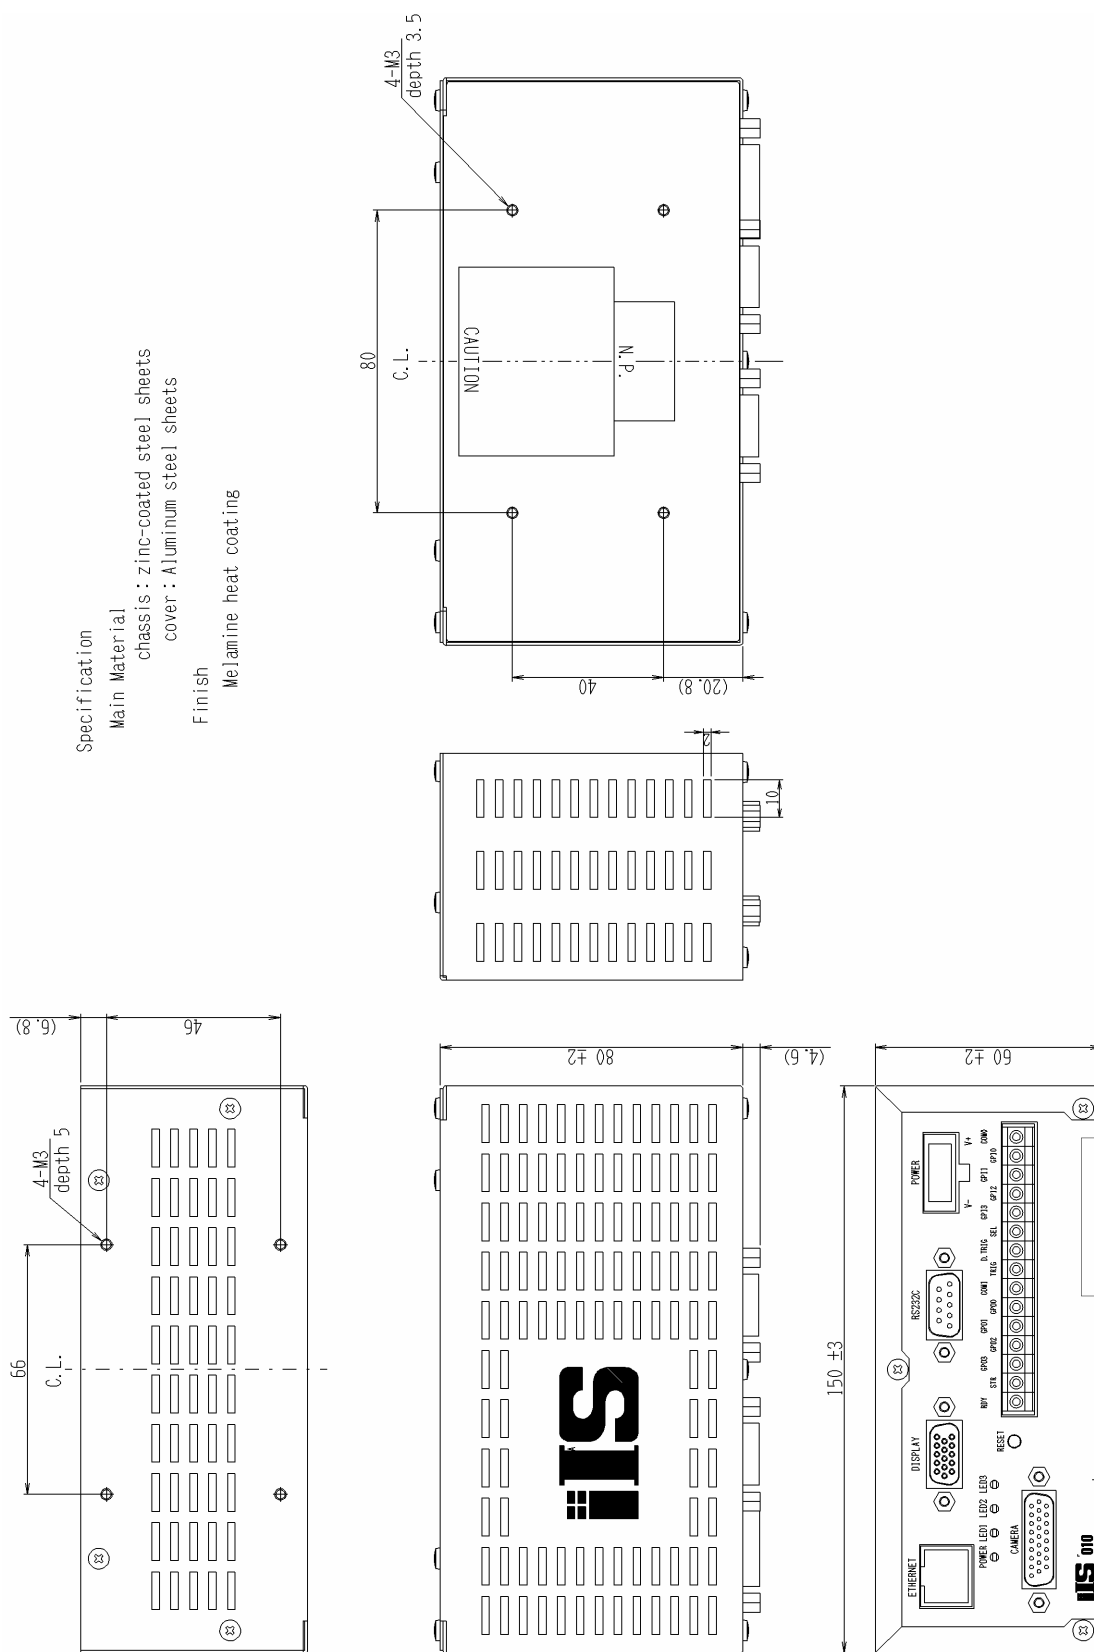 Specification
Main Material
chassis : zinc-coated steel sheets
cover : Aluminum steel sheets
Finish
Melamine heat coating
4-M3
depth 3.5
80
C.L.
CAUTION
N.P.
40
(20.8)
2
10
(6.8)
46
4-M3
depth 5
66
C.L.
80 ±2
(4.6)
iIS
60 ±2
150 ±3
ETHERNET
DISPLAY
RS232C
POWER
V-
V+
POWER LED1 LED2 LED3
CAMERA
RESET
RDY STR GPO3 GPO2 GPO1 GPO0 COM1 TRIG D.TRIG SEL GPI3 GPI2 GPI1 GPI0 COM0
iIS 010